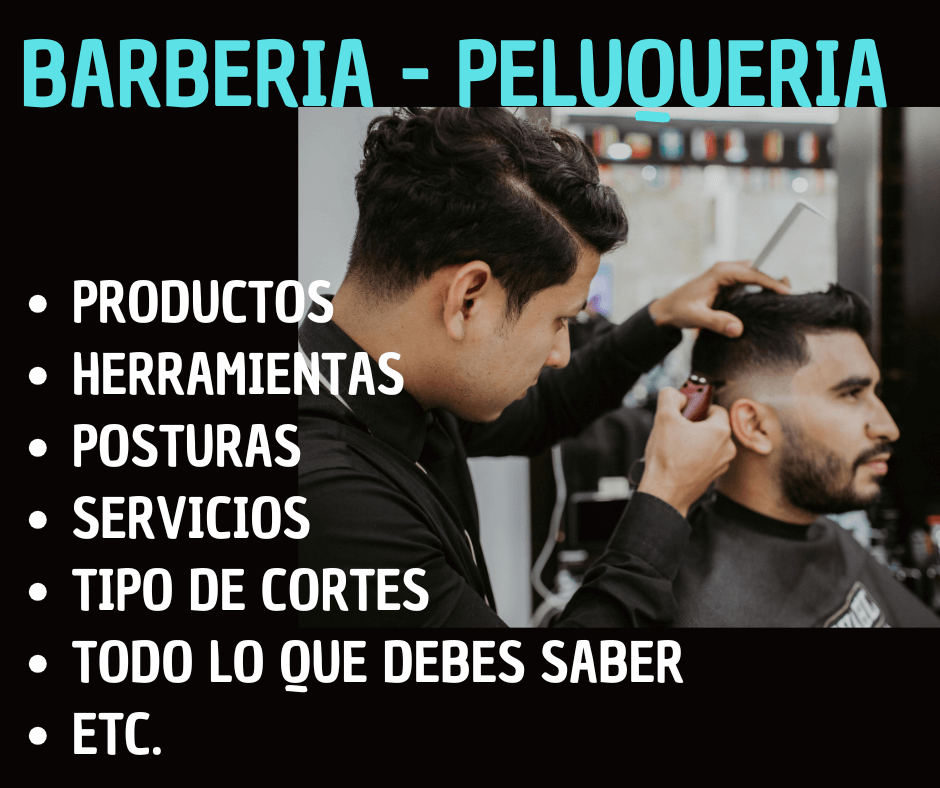 BARBERIA - PELUQUERIA
• PRODUCTOS
• HERRAMIENTAS
• POSTURAS
• SERVICIOS
• TIPO DE CORTES
• TODO LO QUE DEBES SABER
• ETC.